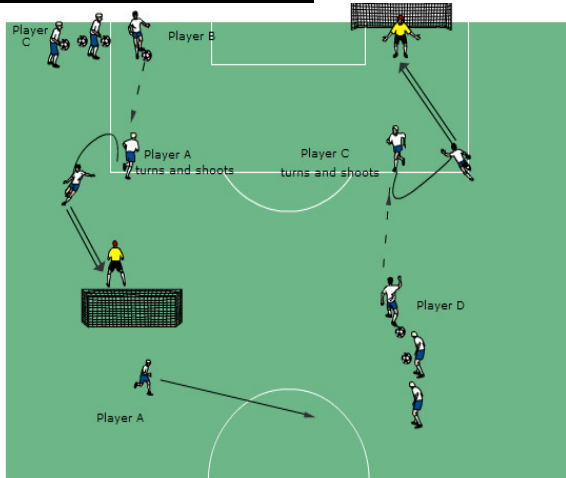 Player
C
Player B
Player A
turns and shoots
Player C
turns and shoots
Player D
Player A